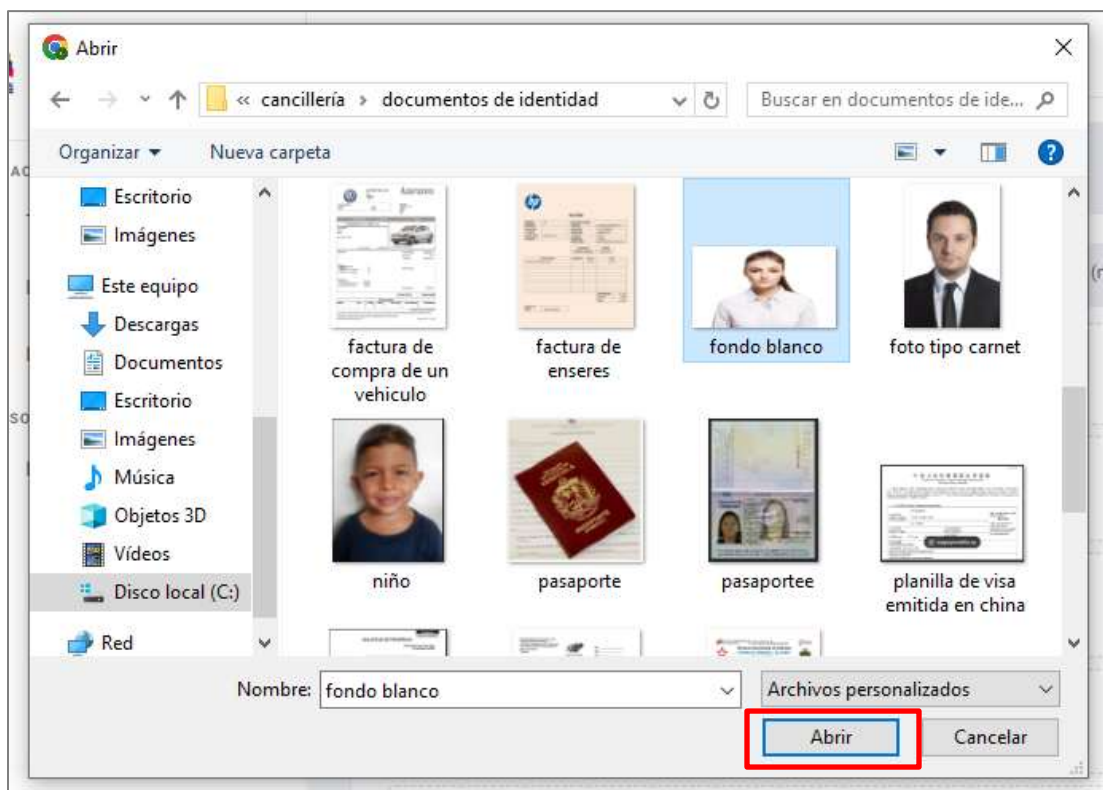 Abrir
« cancillería › documentos de identidad
Buscar en documentos de ide...
Organizar
Nueva carpeta
Escritorio
Imágenes
Este equipo
Descargas
Documentos
Escritorio
Imágenes
Música
Objetos 3D
Vídeos
Disco local (C:)
Red
factura de
compra de un
vehiculo
factura de
enseres
fondo blanco
foto tipo carnet
niño
pasaporte
pasaportee
planilla de visa
emitida en china
Nombre:
fondo blanco
Archivos personalizados
Abrir
Cancelar